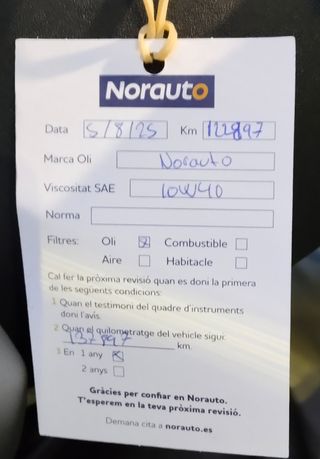 Norauto
Data 5/8/25 Km 122897
Marca Oli Norauto
Viscositat SAE 10W40
Norma
Filtres: Oli Combustible
Aire Habitacle
Cal fer la pròxima revisió quan es doni la primera
de les següents condicions:
1 Quan el testimoni del quadre d'instruments
doni l'avís.
2 Quan el quilometratge del vehicle sigui:
137897 km.
3 En 1 any
2 anys
Gràcies per confiar en Norauto.
T'esperem en la teva pròxima revisió.
Demana cita a norauto.es